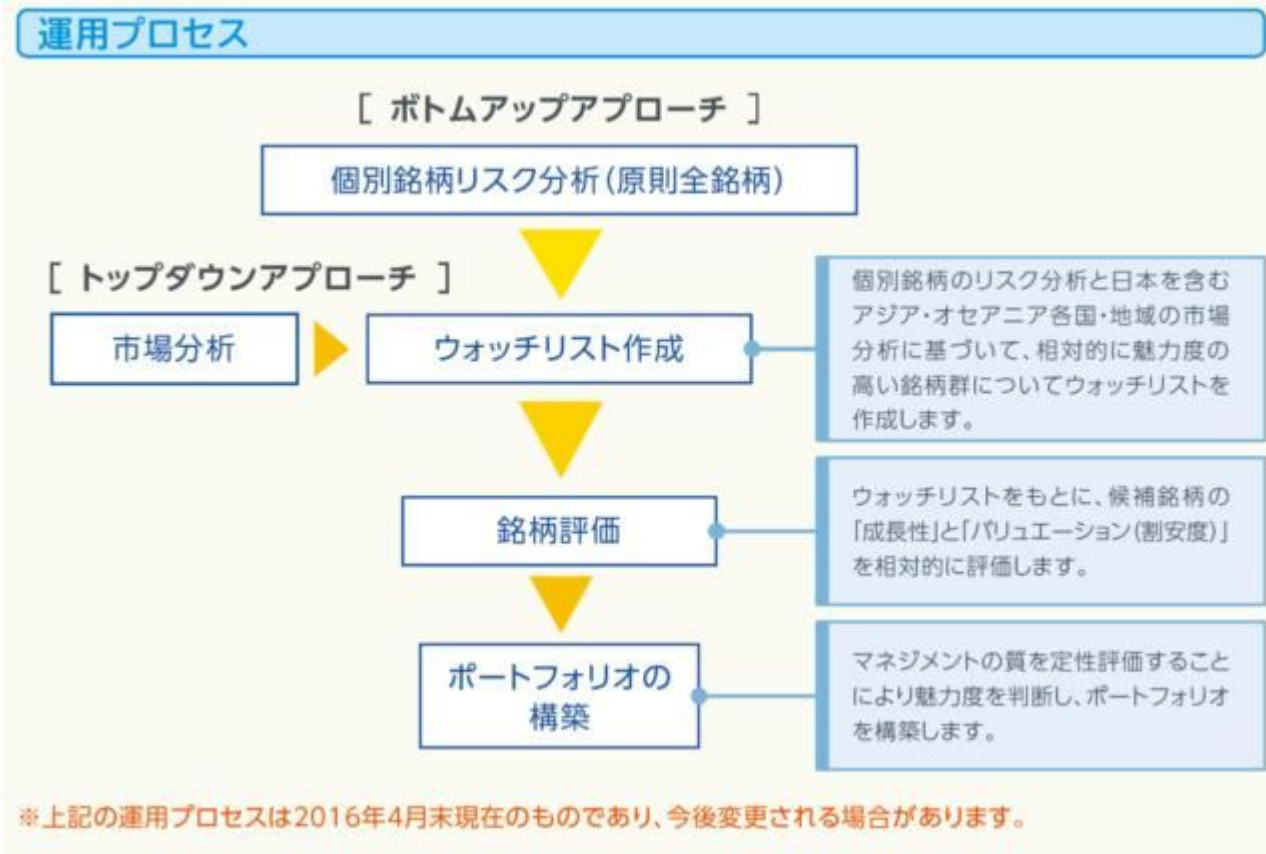 運用プロセス
[ ボトムアップアプローチ ]
個別銘柄リスク分析(原則全銘柄)
[ トップダウンアプローチ ]
市場分析
ウォッチリスト作成
個別銘柄のリスク分析と日本を含む
アジア・オセアニア各国・地域の市場
分析に基づいて、相対的に魅力度の
高い銘柄群についてウォッチリストを
作成します。
銘柄評価
ウォッチリストをもとに、候補銘柄の
「成長性」と「バリュエーション(割安度)」
を相対的に評価します。
ポートフォリオの
構築
マネジメントの質を定性評価すること
により魅力度を判断し、ポートフォリオ
を構築します。
※上記の運用プロセスは2016年4月末現在のものであり、今後変更される場合があります。